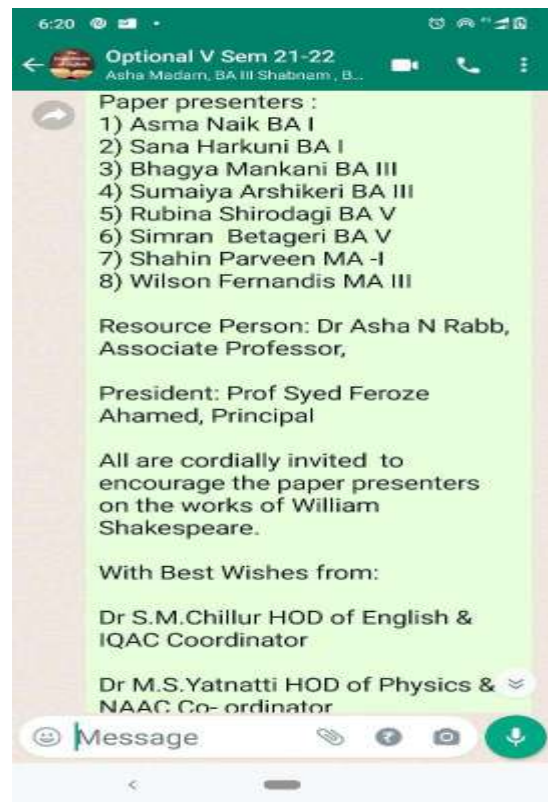 6:20
Optional V Sem 21-22
Asha Madam, BA III Shabnam , B...
Paper presenters :
1) Asma Naik BA I
2) Sana Harkuni BA I
3) Bhagya Mankani BA III
4) Sumaiya Arshikeri BA III
5) Rubina Shirodagi BA V
6) Simran Betageri BA V
7) Shahin Parveen MA -I
8) Wilson Fernandis MA III
Resource Person: Dr Asha N Rabb,
Associate Professor,
President: Prof Syed Feroze
Ahamed, Principal
All are cordially invited to
encourage the paper presenters
on the works of William
Shakespeare.
With Best Wishes from:
Dr S.M.Chillur HOD of English &
IQAC Coordinator
Dr M.S.Yatnatti HOD of Physics &
NAAC Co- ordinator
Message